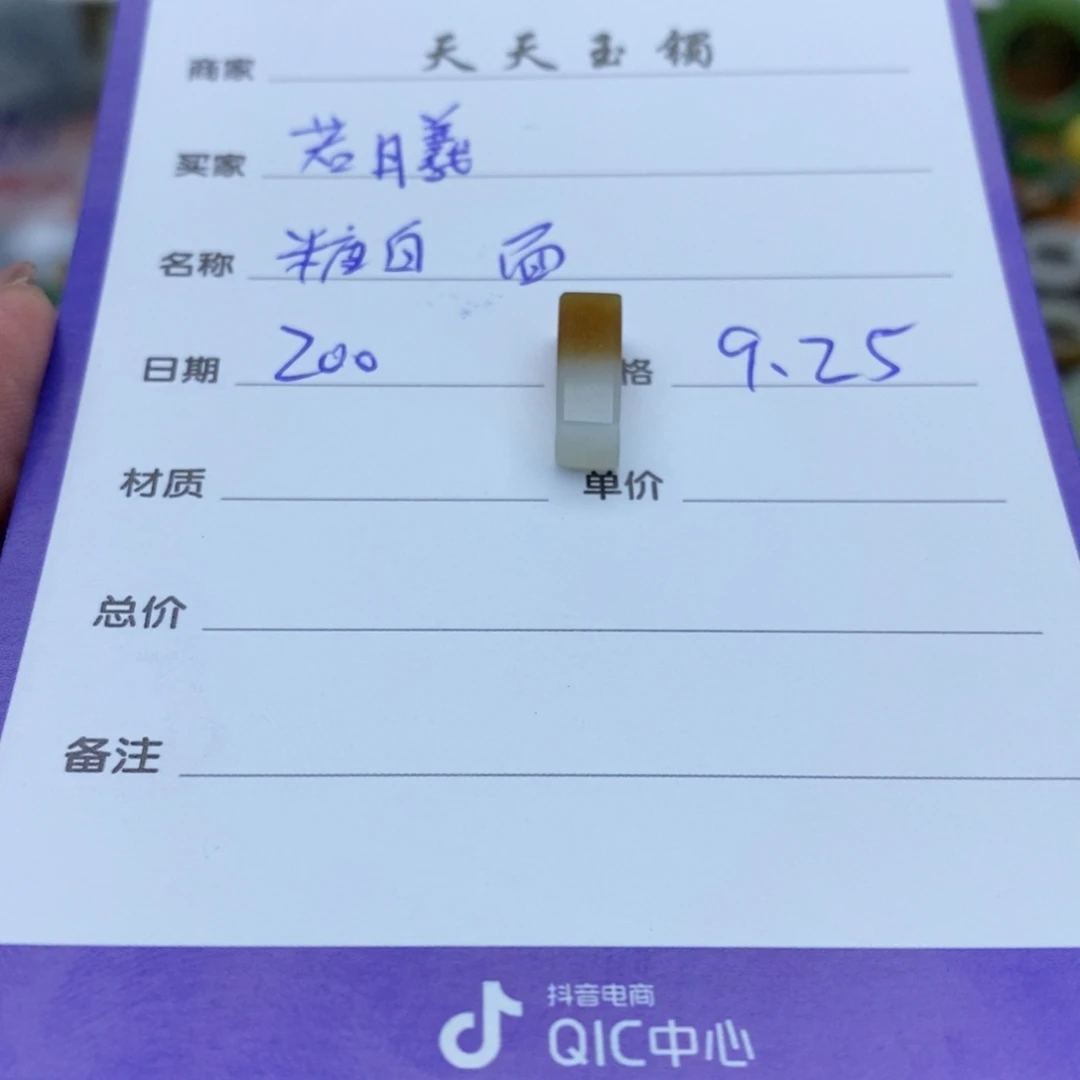 商家 天天玉镯
买家 若月羲
名称 糖白 面
日期 200 格 9、25
材质 单价
总价
备注
抖音电商
QIC中心